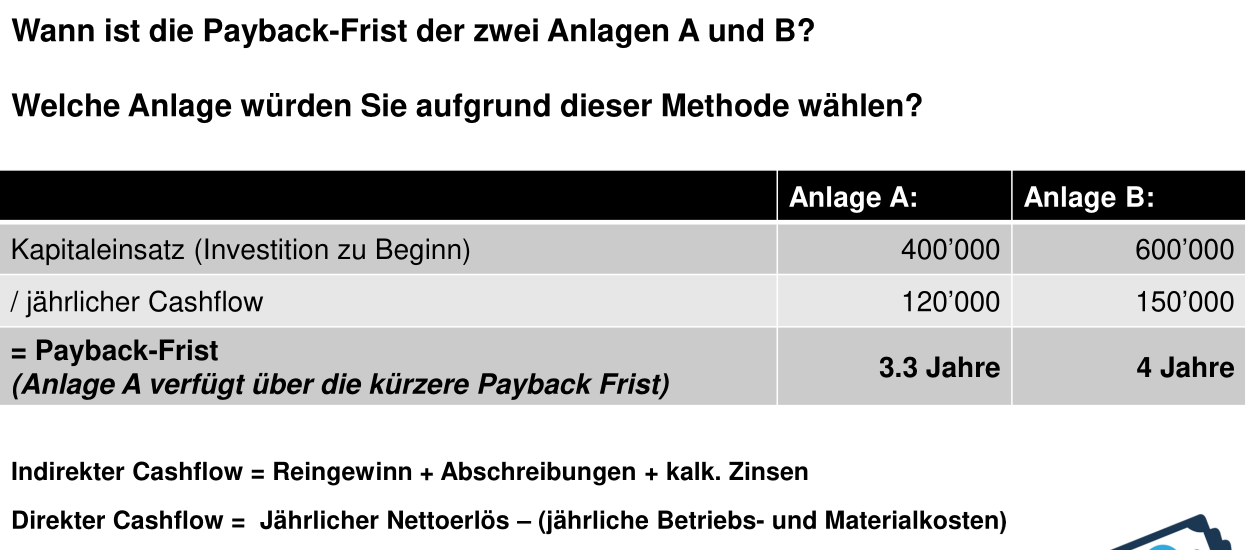 Wann ist die Payback-Frist der zwei Anlagen A und B?
Welche Anlage würden Sie aufgrund dieser Methode wählen?
Anlage A: Anlage B:
Kapitaleinsatz (Investition zu Beginn) 400’000 600’000
/ jährlicher Cashflow 120’000 150’000
= Payback-Frist
(Anlage A verfügt über die kürzere Payback Frist) 3.3 Jahre 4 Jahre
Indirekter Cashflow = Reingewinn + Abschreibungen + kalk. Zinsen
Direkter Cashflow = Jährlicher Nettoerlös – (jährliche Betriebs- und Materialkosten)